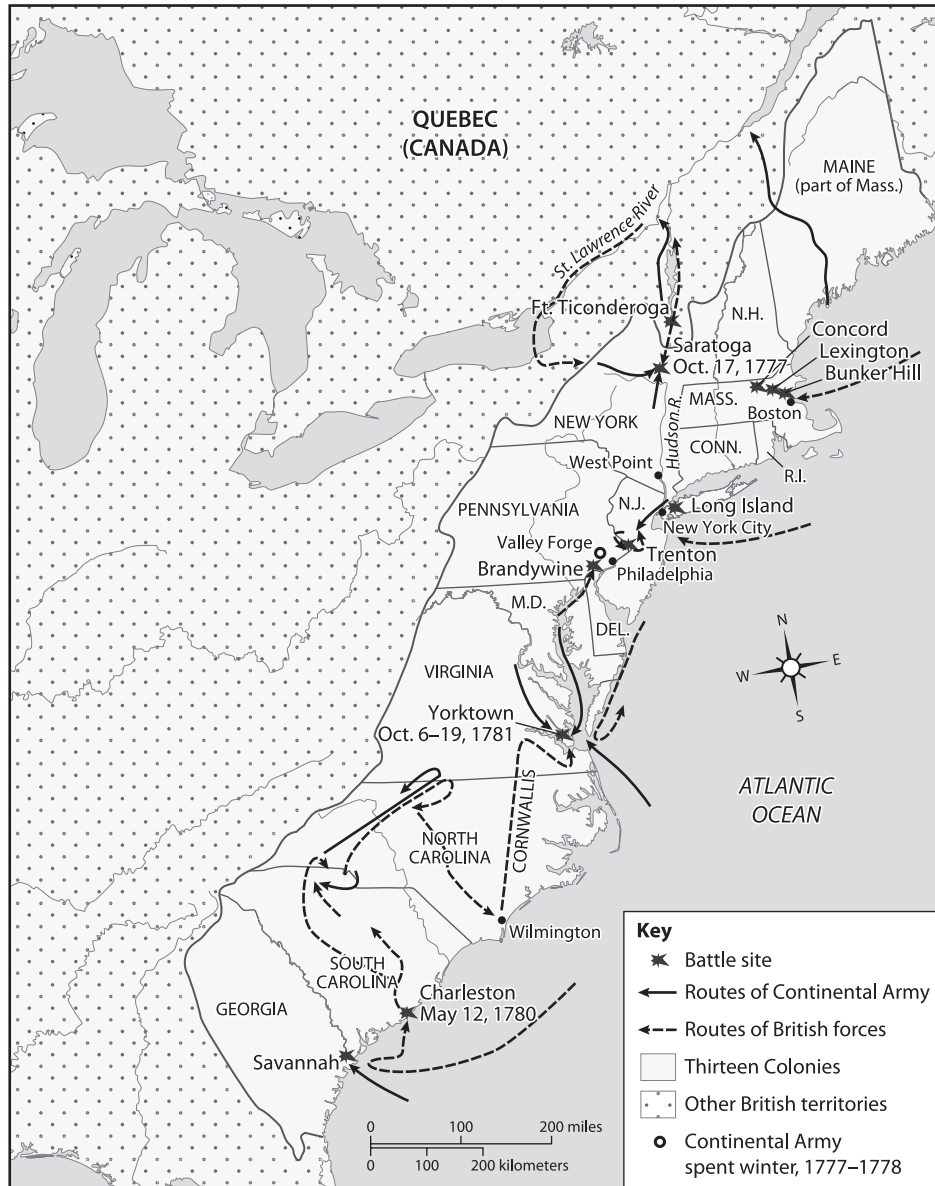 QUEBEC
(CANADA)
MAINE
(part of Mass.)
St. Lawrence River
Ft. Ticonderoga
N.H.
Concord
Lexington
Bunker Hill
Saratoga
Oct. 17, 1777
MASS.
Boston
NEW YORK
Hudson R.
CONN.
R.I.
West Point
PENNSYLVANIA
N.J.
Long Island
New York City
Valley Forge
Trenton
Brandywine
Philadelphia
M.D.
DEL.
N
W
E
S
VIRGINIA
Yorktown
Oct. 6–19, 1781
ATLANTIC
OCEAN
CORNWALLIS
NORTH
CAROLINA
Wilmington
SOUTH
CAROLINA
GEORGIA
Charleston
May 12, 1780
Savannah
0 100 200 miles
0 100 200 kilometers
Key
Battle site
Routes of Continental Army
Routes of British forces
Thirteen Colonies
Other British territories
Continental Army
spent winter, 1777–1778